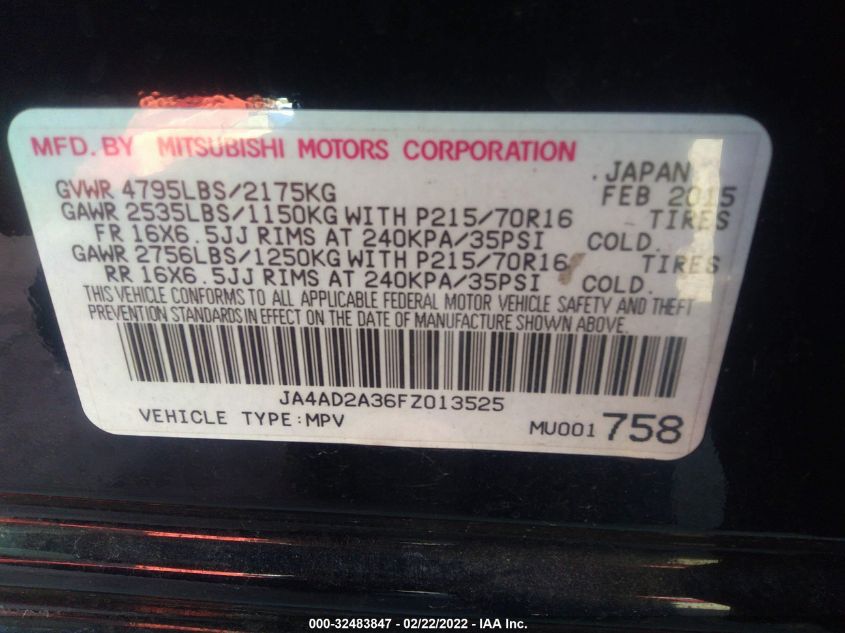 MFD. BY MITSUBISHI MOTORS CORPORATION
. JAPAN
GVWR 4795LBS/2175KG FEB 2015
GAWR 2535LBS/1150KG WITH P215/70R16 TIRES
FR 16X6.5JJ RIMS AT 240KPA/35PSI COLD.
GAWR 2756LBS/1250KG WITH P215/70R16 TIRES
RR 16X6.5JJ RIMS AT 240KPA/35PSI COLD.
THIS VEHICLE CONFORMS TO ALL APPLICABLE FEDERAL MOTOR VEHICLE SAFETY AND THEFT
PREVENTION STANDARDS IN EFFECT ON THE DATE OF MANUFACTURE SHOWN ABOVE.
JA4AD2A36FZ013525
VEHICLE TYPE:MPV MU001 758
000-32483847 - 02/22/2022 - IAA Inc.